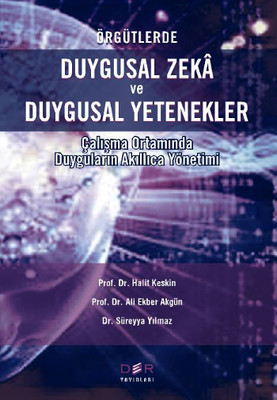 ÖRGÜTLERDE
DUYGUSAL ZEKÂ
ve
DUYGUSAL YETENEKLER
Çalışma Ortamında
Duyguların Akıllıca Yönetimi
Prof. Dr. Halit Keskin
Prof. Dr. Ali Ekber Akgün
Dr. Süreyya Yılmaz
DER
YAYINLARI